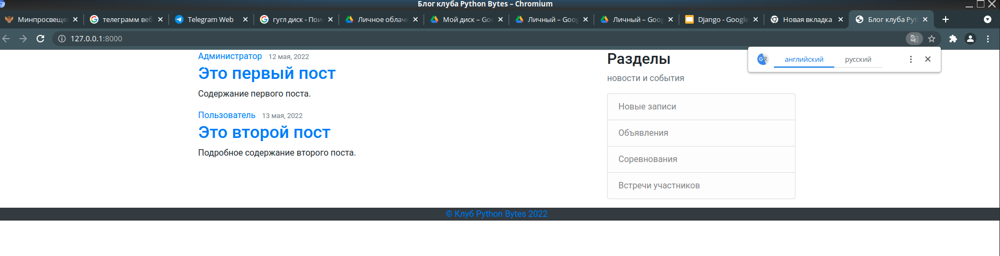 Блог клуба Python Bytes – Chromium
Минпросвеще
телеграмм веб
Telegram Web
гугл диск - Пои
Личное облач
Мой диск – Goo
Личный – Goog
Личный – Goog
Django - Google
Новая вкладка
Блог клуба Pyt
127.0.0.1:8000
английский русский
Администратор 12 мая, 2022
Это первый пост
Содержание первого поста.
Пользователь 13 мая, 2022
Это второй пост
Подробное содержание второго поста.
Разделы
новости и события
Новые записи
Объявления
Соревнования
Встречи участников
© Клуб Python Bytes 2022